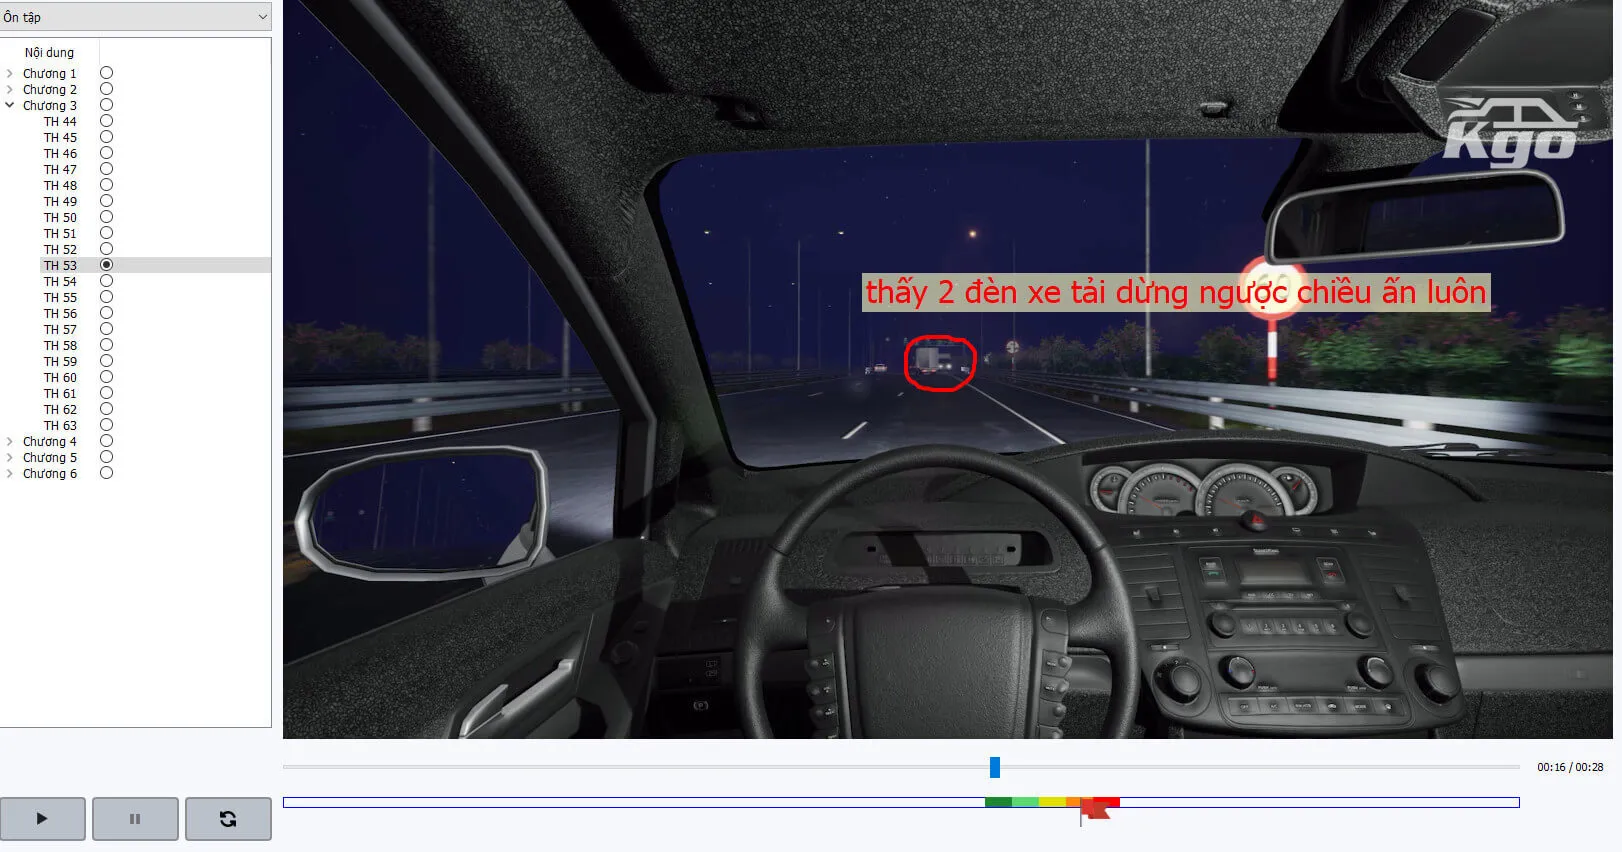 Ôn tập
Nội dung
Chương 1
Chương 2
Chương 3
TH 44
TH 45
TH 46
TH 47
TH 48
TH 49
TH 50
TH 51
TH 52
TH 53
TH 54
TH 55
TH 56
TH 57
TH 58
TH 59
TH 60
TH 61
TH 62
TH 63
Chương 4
Chương 5
Chương 6
Kgo
thấy 2 đèn xe tải dừng ngược chiều ấn luôn
00:16 / 00:28